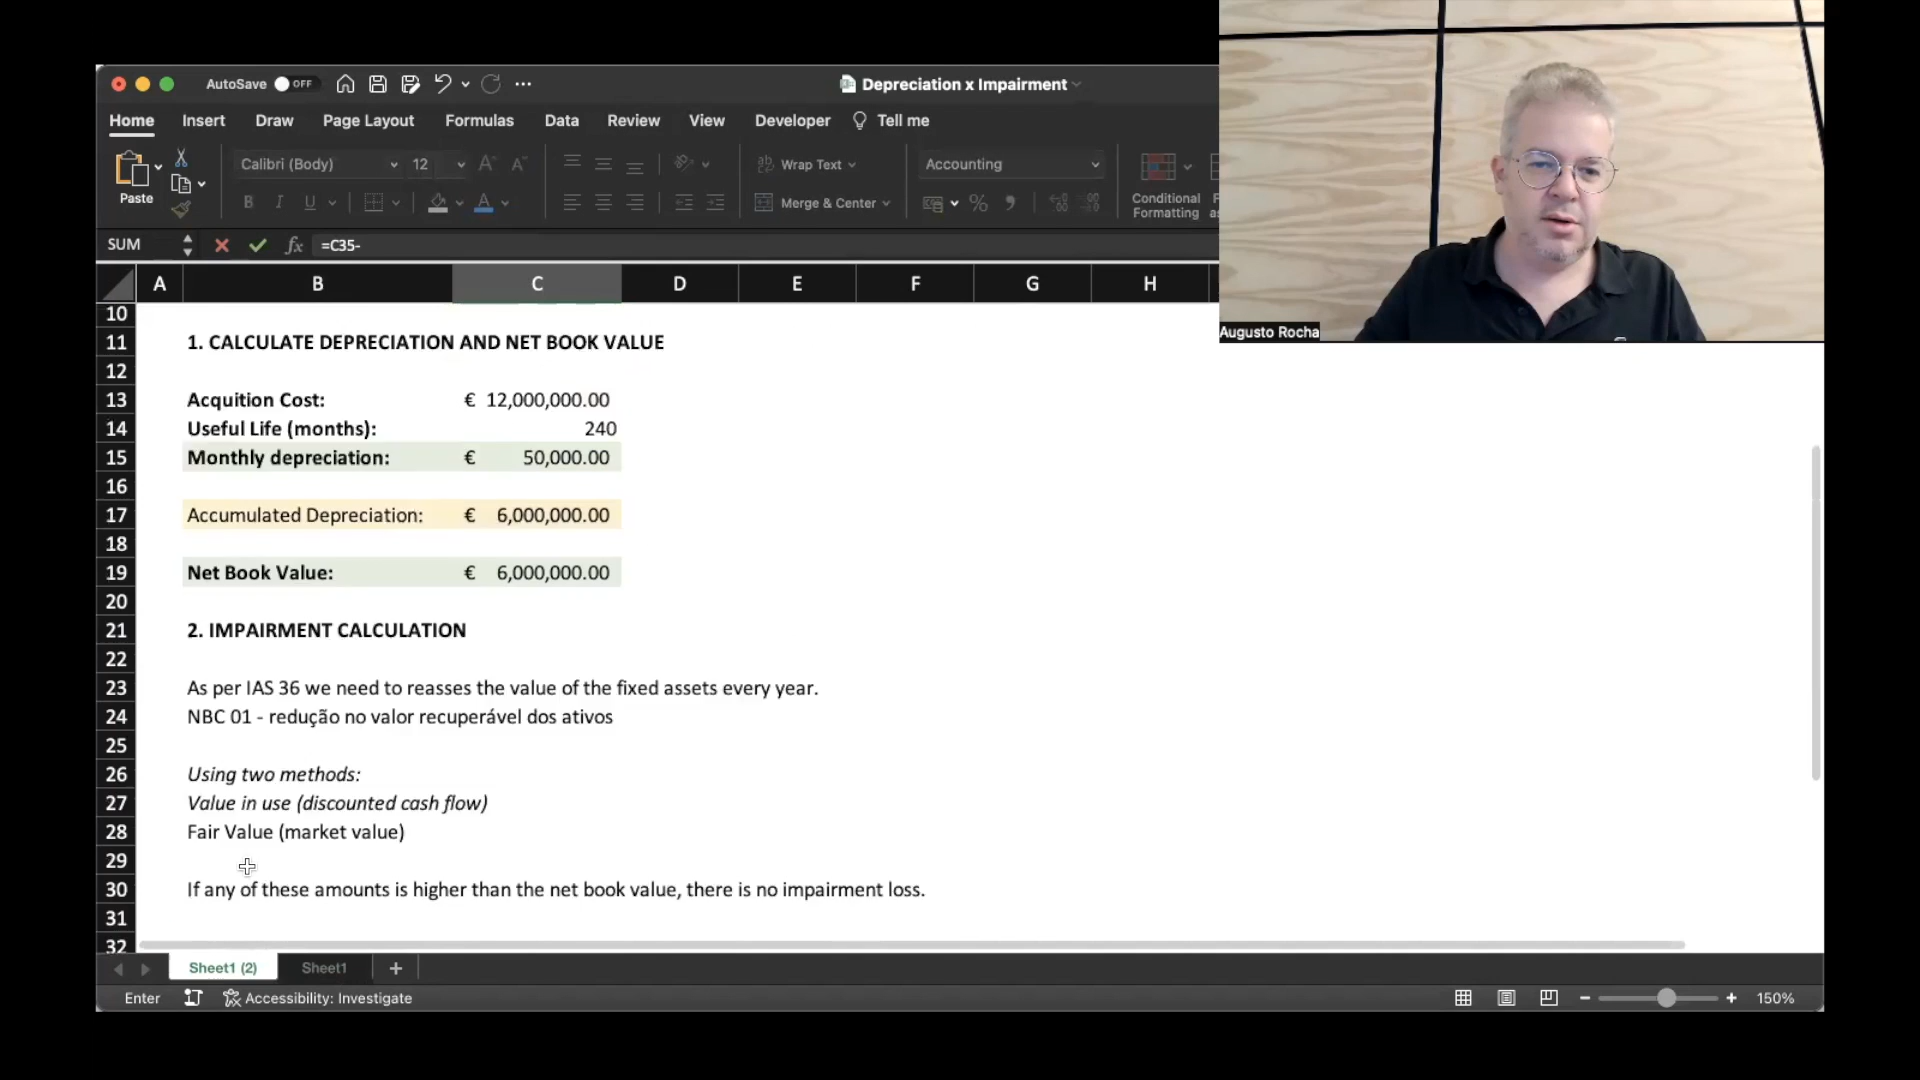 AutoSave OFF
Depreciation x Impairment
Home Insert Draw Page Layout Formulas Data Review View Developer Tell me
Paste
Calibri (Body) 12
Wrap Text
Merge & Center
Accounting
Conditional
Formatting
SUM fx =C35-
A B C D E F G H
10
11 1. CALCULATE DEPRECIATION AND NET BOOK VALUE
12
13 Acquition Cost: € 12,000,000.00
14 Useful Life (months): 240
15 Monthly depreciation: € 50,000.00
16
17 Accumulated Depreciation: € 6,000,000.00
18
19 Net Book Value: € 6,000,000.00
20
21 2. IMPAIRMENT CALCULATION
22
23 As per IAS 36 we need to reasses the value of the fixed assets every year.
24 NBC 01 - redução no valor recuperável dos ativos
25
26 Using two methods:
27 Value in use (discounted cash flow)
28 Fair Value (market value)
29
30 If any of these amounts is higher than the net book value, there is no impairment loss.
31
32
Sheet1 (2) Sheet1 +
Enter Accessibility: Investigate 150%
Augusto Rocha